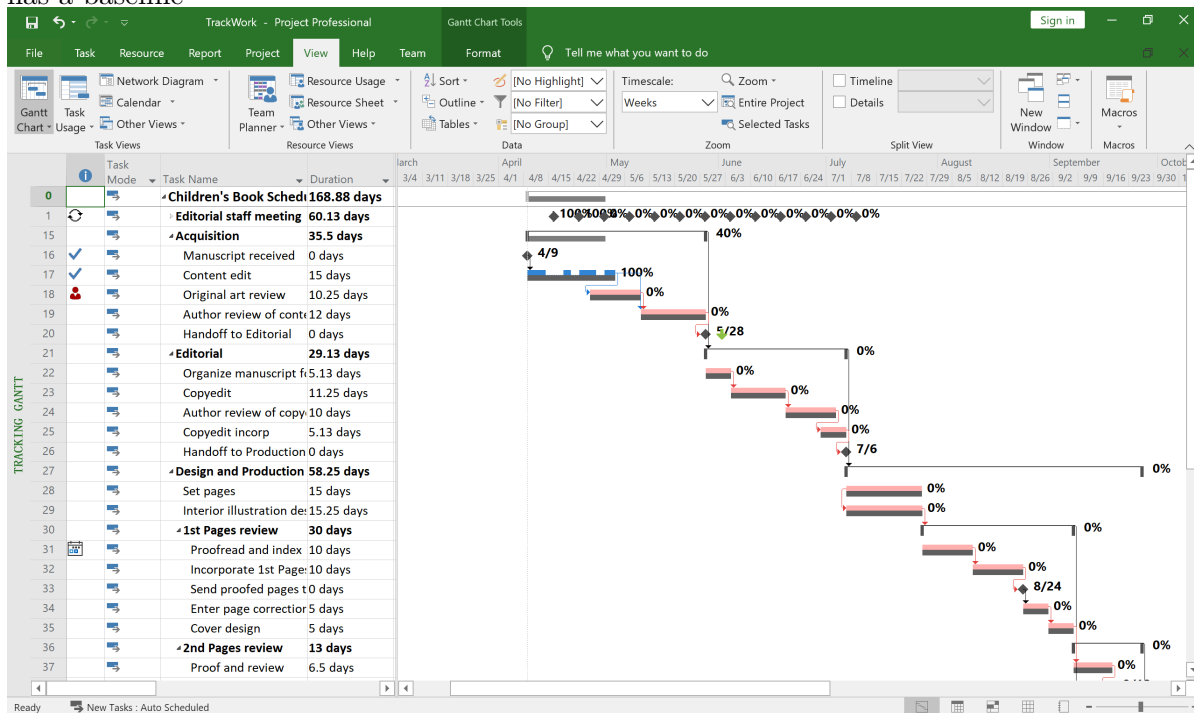 has a baseline
TrackWork - Project Professional
Gantt Chart Tools
Sign in
File Task Resource Report Project View Help Team Format Tell me what you want to do
Gantt Chart
Task Usage
Network Diagram
Calendar
Other Views
Task Views
Team Planner
Resource Usage
Resource Sheet
Other Views
Resource Views
Sort
Outline
Tables
[No Highlight]
[No Filter]
[No Group]
Data
Timescale:
Weeks
Zoom
Entire Project
Selected Tasks
Zoom
Timeline
Details
Split View
New Window
Window
Macros
Macros
Task Mode Task Name Duration
arch April May June July August September Octob
3/4 3/11 3/18 3/25 4/1 4/8 4/15 4/22 4/29 5/6 5/13 5/20 5/27 6/3 6/10 6/17 6/24 7/1 7/8 7/15 7/22 7/29 8/5 8/12 8/19 8/26 9/2 9/9 9/16 9/23 9/30
TRACKING GANTT
0 Children's Book Schedu 168.88 days
1 Editorial staff meeting 60.13 days 100% 100% 0% 0% 0% 0% 0% 0% 0% 0% 0% 0%
15 Acquisition 35.5 days 40%
16 Manuscript received 0 days 4/9
17 Content edit 15 days 100%
18 Original art review 10.25 days 0%
19 Author review of conte 12 days 0%
20 Handoff to Editorial 0 days 5/28
21 Editorial 29.13 days 0%
22 Organize manuscript fo 5.13 days 0%
23 Copyedit 11.25 days 0%
24 Author review of copy 10 days 0%
25 Copyedit incorp 5.13 days 0%
26 Handoff to Production 0 days 7/6
27 Design and Production 58.25 days 0%
28 Set pages 15 days 0%
29 Interior illustration des 15.25 days 0%
30 1st Pages review 30 days 0%
31 Proofread and index 10 days 0%
32 Incorporate 1st Pages 10 days 0%
33 Send proofed pages t 0 days 8/24
34 Enter page correction 5 days 0%
35 Cover design 5 days 0%
36 2nd Pages review 13 days 0%
37 Proof and review 6.5 days 0%
Ready New Tasks : Auto Scheduled